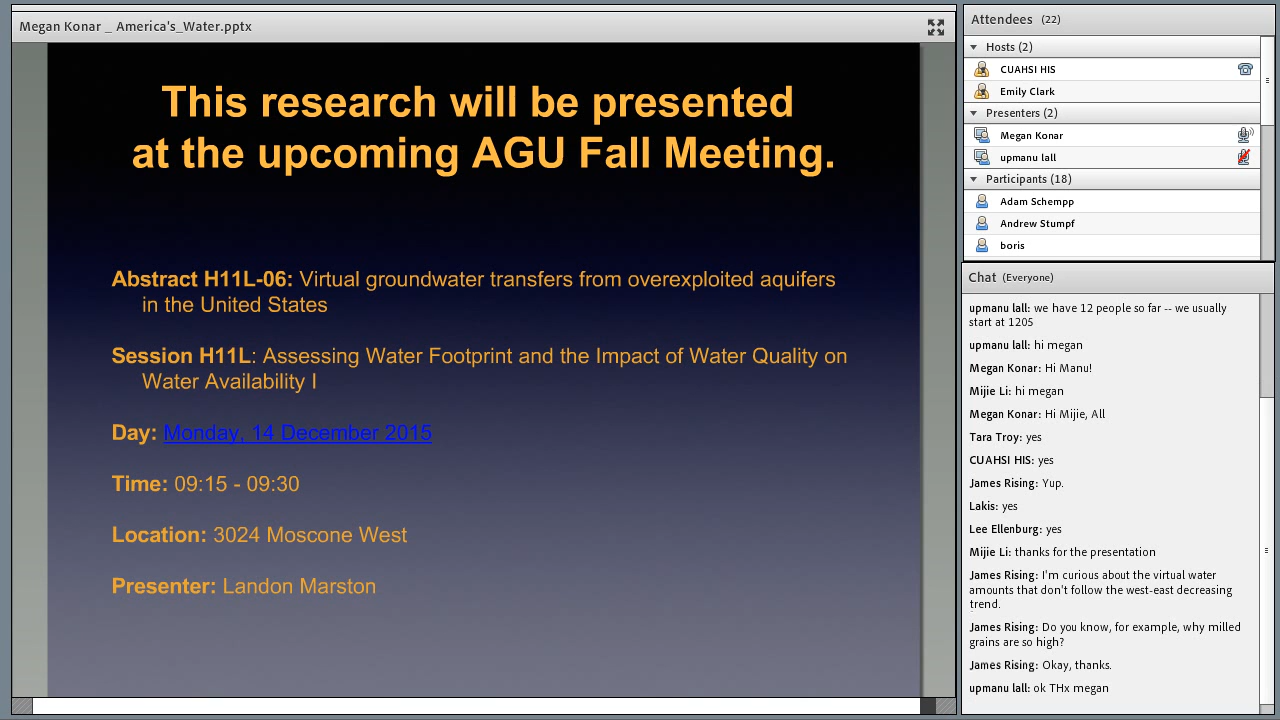 Megan Konar _ America's_Water.pptx
This research will be presented
at the upcoming AGU Fall Meeting.
Abstract H11L-06: Virtual groundwater transfers from overexploited aquifers
in the United States
Session H11L: Assessing Water Footprint and the Impact of Water Quality on
Water Availability I
Day: Monday, 14 December 2015
Time: 09:15 - 09:30
Location: 3024 Moscone West
Presenter: Landon Marston
Attendees (22)
Hosts (2)
CUAHSI HIS
Emily Clark
Presenters (2)
Megan Konar
upmanu lall
Participants (18)
Adam Schempp
Andrew Stumpf
boris
Chat (Everyone)
upmanu lall: we have 12 people so far -- we usually
start at 1205
upmanu lall: hi megan
Megan Konar: Hi Manu!
Mijie Li: hi megan
Megan Konar: Hi Mijie, All
Tara Troy: yes
CUAHSI HIS: yes
James Rising: Yup.
Lakis: yes
Lee Ellenburg: yes
Mijie Li: thanks for the presentation
James Rising: I'm curious about the virtual water
amounts that don't follow the west-east decreasing
trend.
James Rising: Do you know, for example, why milled
grains are so high?
James Rising: Okay, thanks.
upmanu lall: ok THx megan